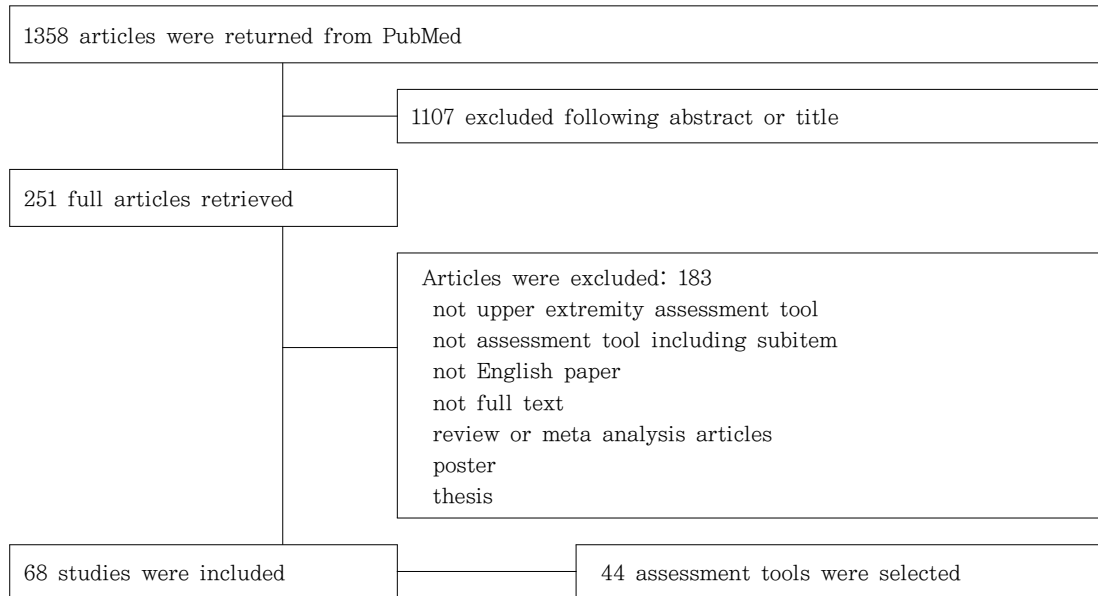 1358 articles were returned from PubMed
1107 excluded following abstract or title
251 full articles retrieved
Articles were excluded: 183
not upper extremity assessment tool
not assessment tool including subitem
not English paper
not full text
review or meta analysis articles
poster
thesis
68 studies were included
44 assessment tools were selected